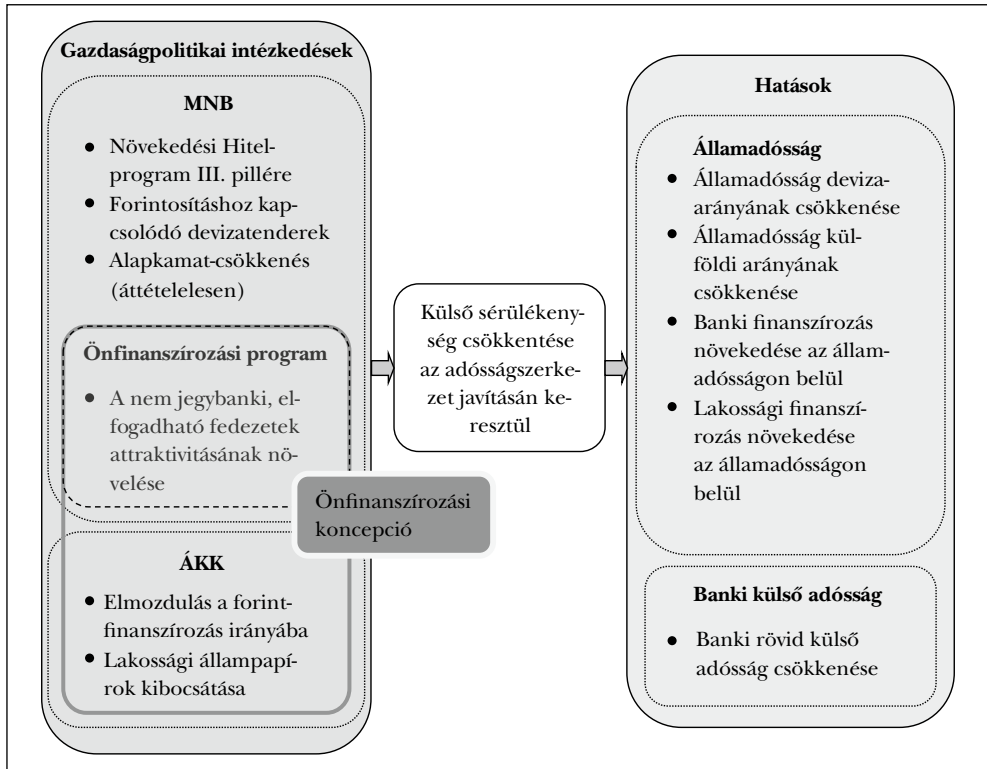 Gazdaságpolitikai intézkedések
MNB
• Növekedési Hitel-
program III. pillére
• Forintosításhoz kap-
csolódó devizatenderek
• Alapkamat-csökkenés
(áttételelesen)
Önfinanszírozási program
• A nem jegybanki, el-
fogadható fedezetek
attraktivitásának nö-
velése
Önfinanszírozási
koncepció
ÁKK
• Elmozdulás a forint-
finanszírozás irányába
• Lakossági állampapí-
rok kibocsátása
Külső sérülékeny-
ség csökkentése
az adósságszerke-
zet javításán ke-
resztül
Hatások
Államadósság
• Államadósság deviza-
arányának csökkenése
• Államadósság kül-
földi arányának
csökkenése
• Banki finanszírozás
növekedése az állam-
adósságon belül
• Lakossági finanszí-
rozás növekedése
az államadósságon
belül
Banki külső adósság
• Banki rövid külső
adósság csökkenése